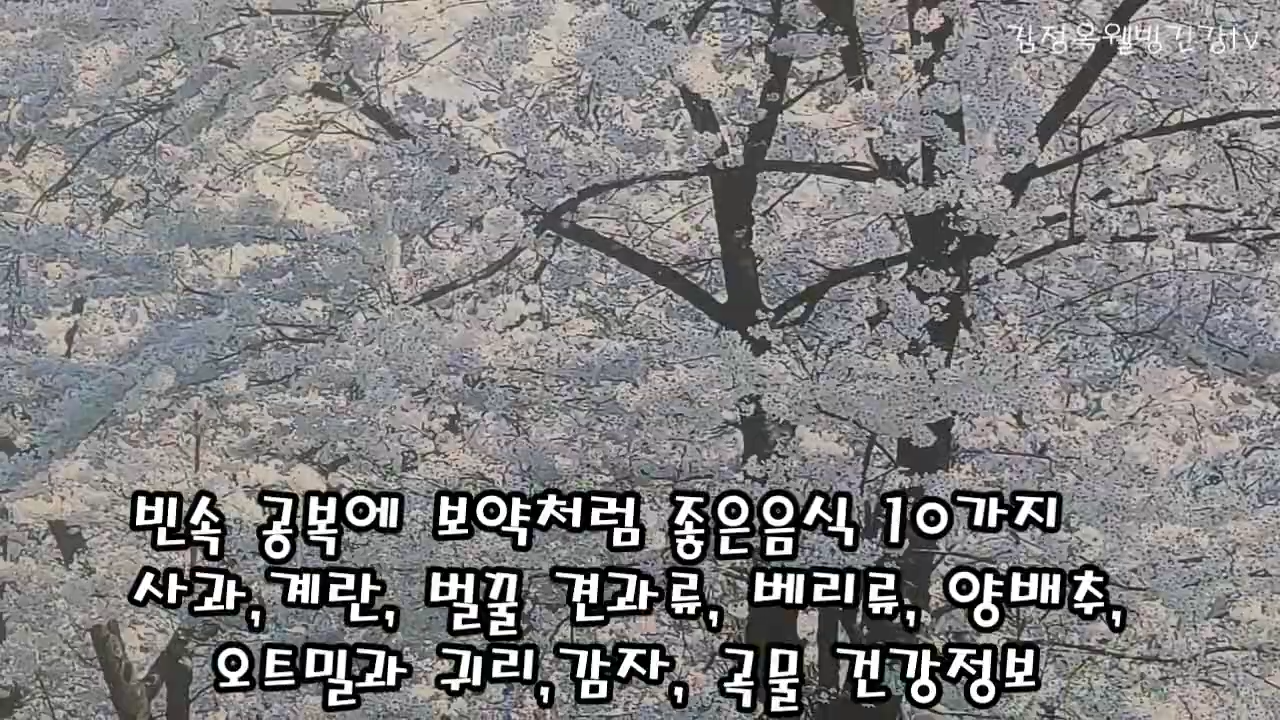 김정옥웰빙건강tv
빈속 공복에 보약처럼 좋은음식 10가지
사과,계란, 벌꿀 견과류, 베리류, 양배추,
오트밀과 귀리,감자, 곡물 건강정보